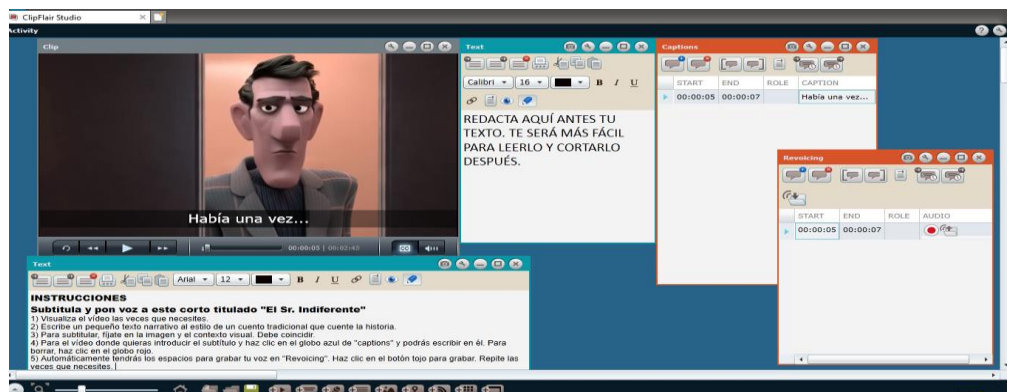 ClipFlair Studio
Activity
Clip
Había una vez...
00:00:05 | 00:02:45
Text
Calibri 16 B I U
REDACTA AQUÍ ANTES TU
TEXTO. TE SERÁ MÁS FÁCIL
PARA LEERLO Y CORTARLO
DESPUÉS.
Captions
START END ROLE CAPTION
00:00:05 00:00:07 Había una vez...
Revoicing
START END ROLE AUDIO
00:00:05 00:00:07
Text
Arial 12 B I U
INSTRUCCIONES
Subtitula y pon voz a este corto titulado "El Sr. Indiferente"
1) Visualiza el vídeo las veces que necesites.
2) Escribe un pequeño texto narrativo al estilo de un cuento tradicional que cuente la historia.
3) Para subtitular, fíjate en la imagen y el contexto visual. Debe coincidir.
4) Para el vídeo donde quieras introducir el subtítulo y haz clic en el globo azul de "captions" y podrás escribir en él. Para
borrar, haz clic en el globo rojo.
5) Automáticamente tendrás los espacios para grabar tu voz en "Revoicing". Haz clic en el botón tojo para grabar. Repite las
veces que necesites.